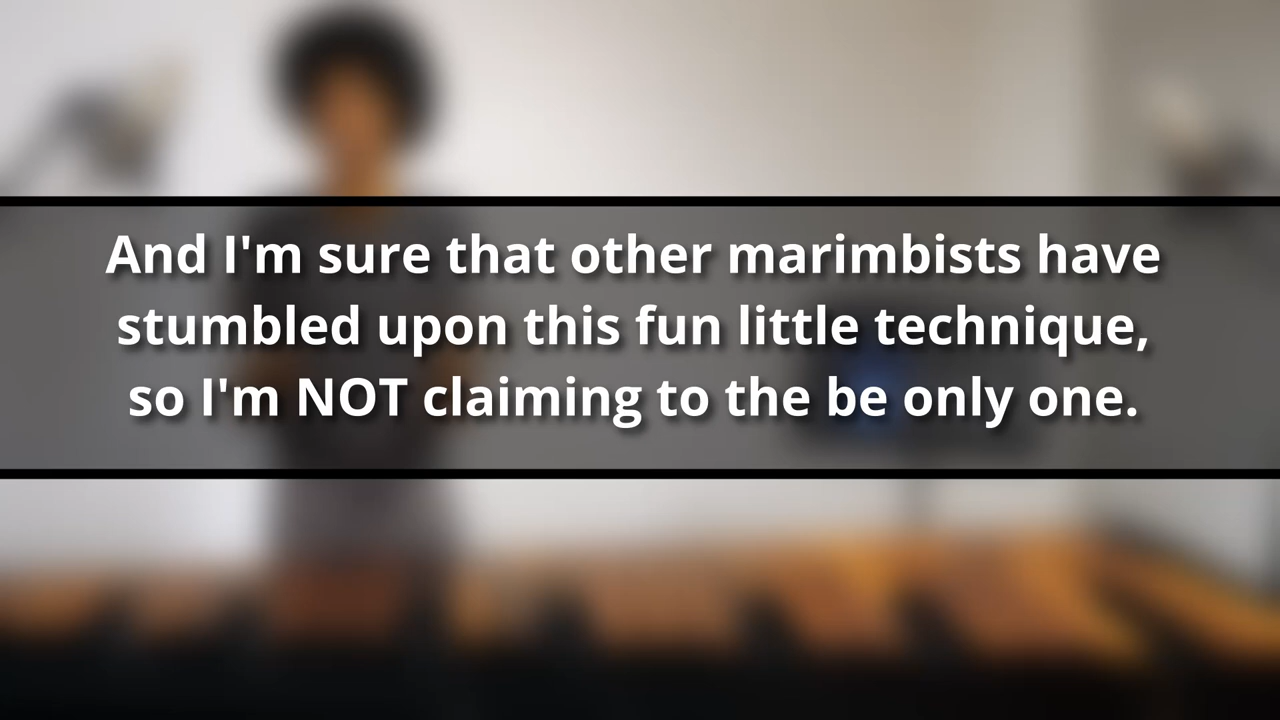 And I'm sure that other marimbists have
stumbled upon this fun little technique,
so I'm NOT claiming to the be only one.